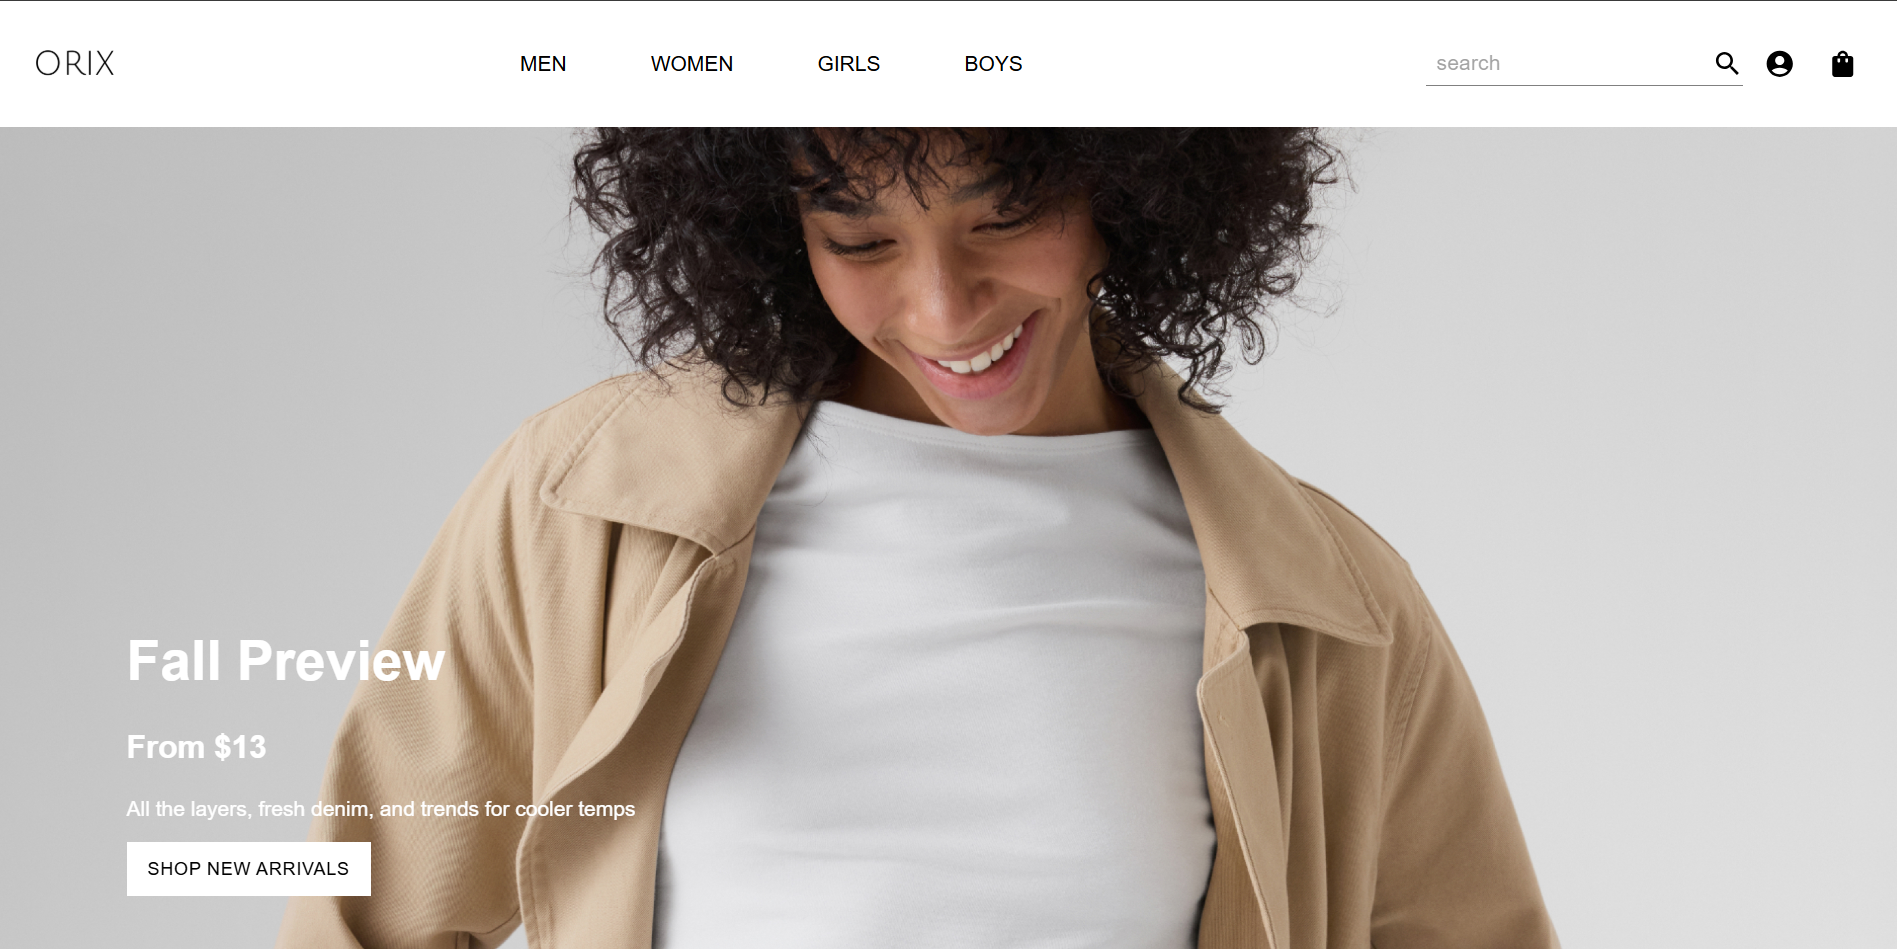 ORIX
MEN
WOMEN
GIRLS
BOYS
search
Fall Preview
From $13
All the layers, fresh denim, and trends for cooler temps
SHOP NEW ARRIVALS